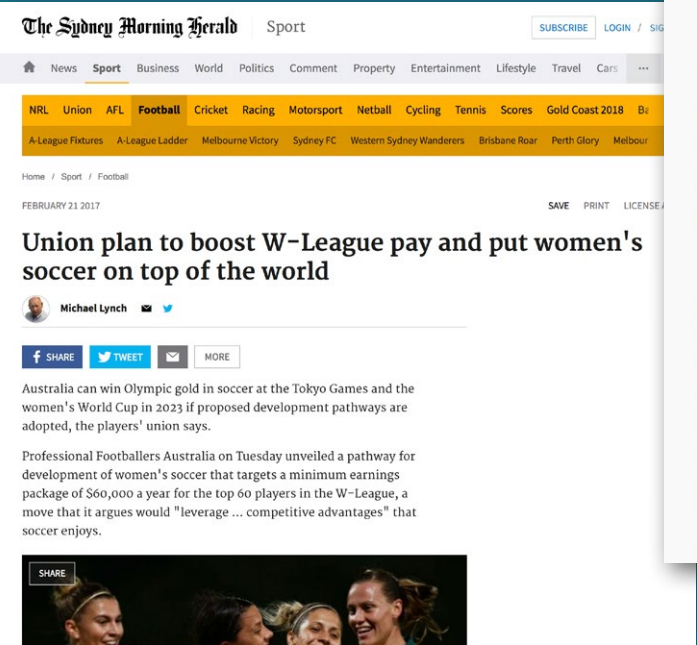 The Sydney Morning Herald Sport SUBSCRIBE LOGIN / SIG
News Sport Business World Politics Comment Property Entertainment Lifestyle Travel Cars ...
NRL Union AFL Football Cricket Racing Motorsport Netball Cycling Tennis Scores Gold Coast 2018 Ba
A-League Fixtures A-League Ladder Melbourne Victory Sydney FC Western Sydney Wanderers Brisbane Roar Perth Glory Melbour
Home / Sport / Football
FEBRUARY 21 2017 SAVE PRINT LICENSE A
Union plan to boost W-League pay and put women's
soccer on top of the world
Michael Lynch
f SHARE TWEET MORE
Australia can win Olympic gold in soccer at the Tokyo Games and the
women's World Cup in 2023 if proposed development pathways are
adopted, the players' union says.
Professional Footballers Australia on Tuesday unveiled a pathway for
development of women's soccer that targets a minimum earnings
package of $60,000 a year for the top 60 players in the W-League, a
move that it argues would "leverage ... competitive advantages" that
soccer enjoys.
SHARE